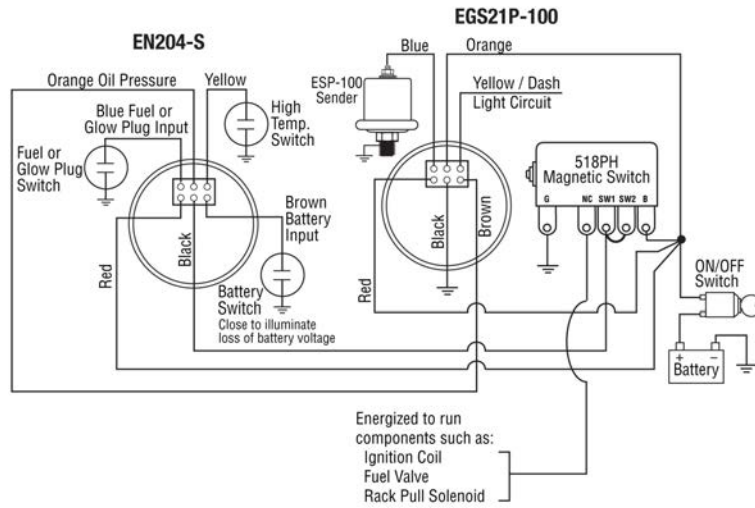 EGS21P-100
EN204-S
Blue
Orange
Orange Oil Pressure
Yellow
ESP-100
Sender
Yellow / Dash
Light Circuit
Blue Fuel or
Glow Plug Input
High
Temp.
Switch
Fuel or
Glow Plug
Switch
518PH
Magnetic Switch
G
NC
SW1
SW2
B
Brown
Battery
Input
Red
Black
Battery
Switch
Close to illuminate
loss of battery voltage
Red
Black
Brown
ON/OFF
Switch
+
−
Battery
Energized to run
components such as:
Ignition Coil
Fuel Valve
Rack Pull Solenoid